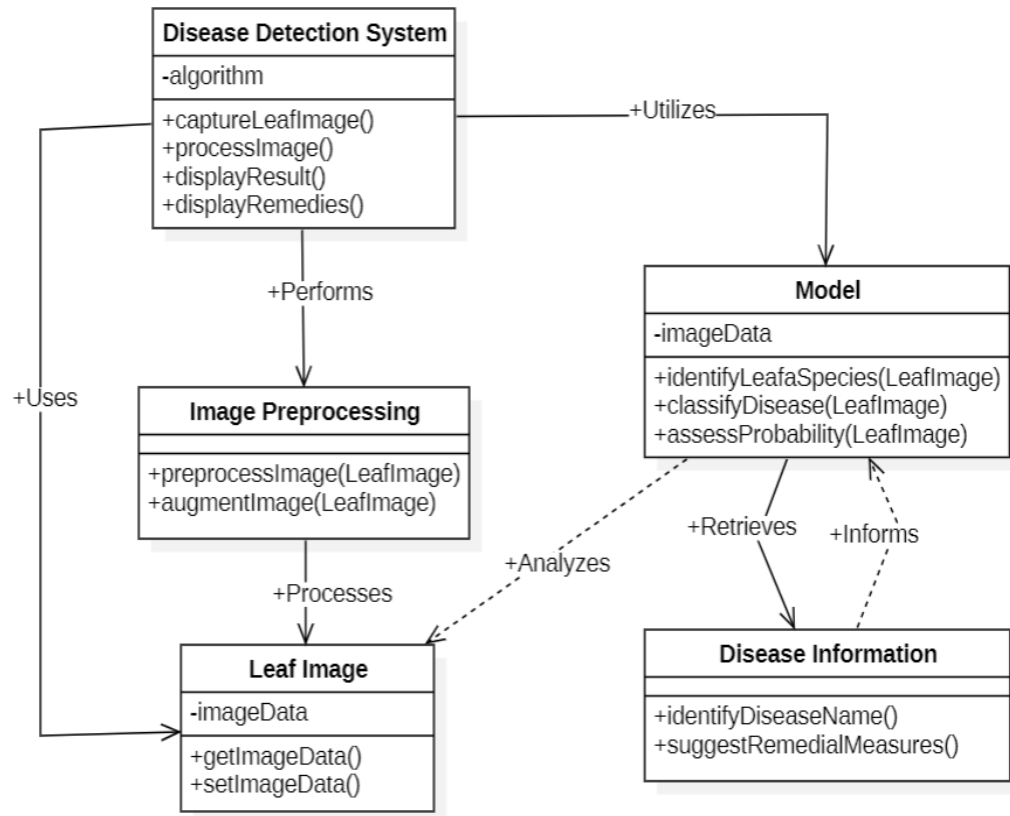 Disease Detection System
-algorithm
+captureLeafImage()
+processImage()
+displayResult()
+displayRemedies()
+Utilizes
+Performs
+Uses
Model
-imageData
+identifyLeafaSpecies(LeafImage)
+classifyDisease(LeafImage)
+assessProbability(LeafImage)
Image Preprocessing
+preprocessImage(LeafImage)
+augmentImage(LeafImage)
+Retrieves
+Informs
+Analyzes
+Processes
Leaf Image
-imageData
+getImageData()
+setImageData()
Disease Information
+identifyDiseaseName()
+suggestRemedialMeasures()